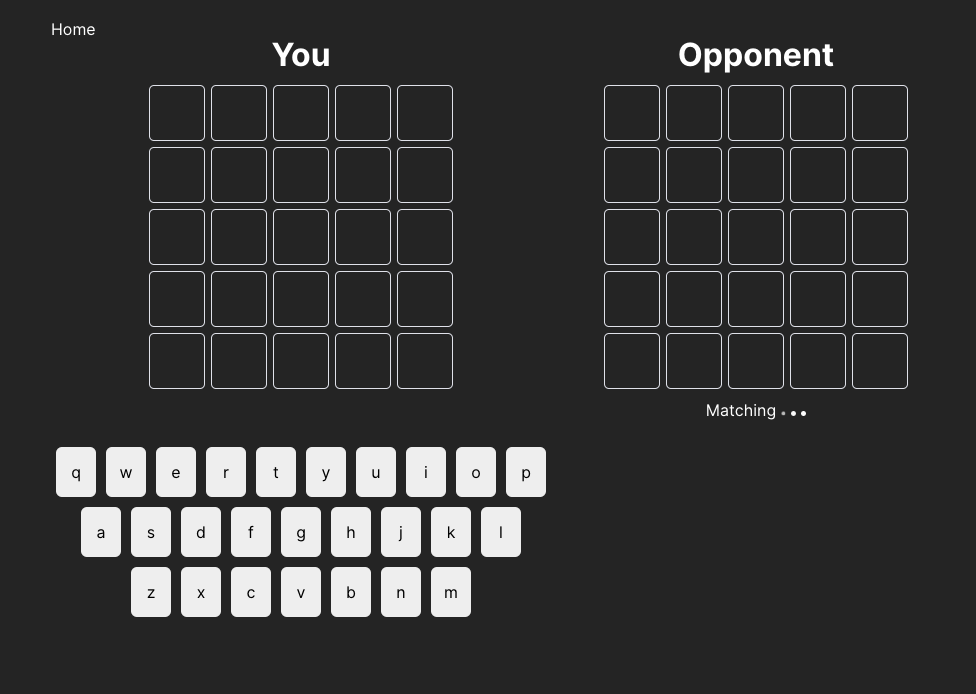 Home
You
Opponent
Matching
q w e r t y u i o p
a s d f g h j k l
z x c v b n m